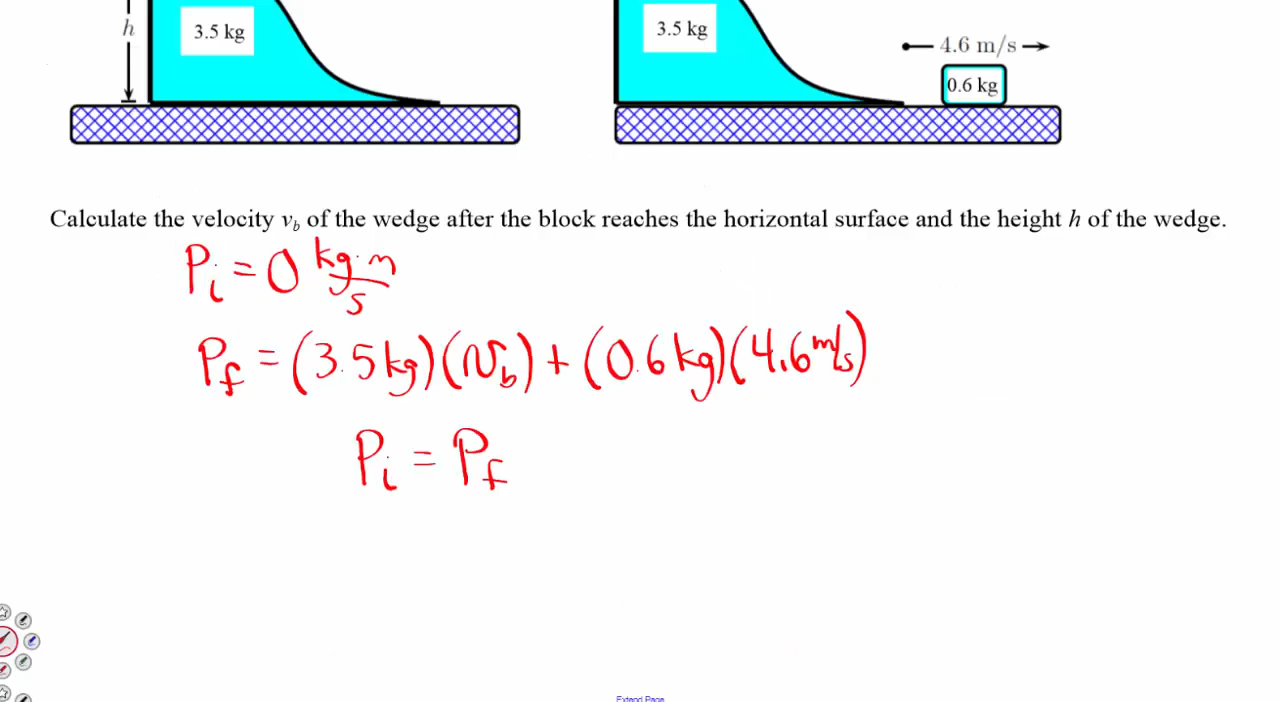 h
3.5 kg
3.5 kg
4.6 m/s
0.6 kg
Calculate the velocity v_b of the wedge after the block reaches the horizontal surface and the height h of the wedge.
P_i = 0 kg·m/s
P_f = (3.5 kg)(v_b) + (0.6 kg)(4.6 m/s)
P_i = P_f
Extend Page